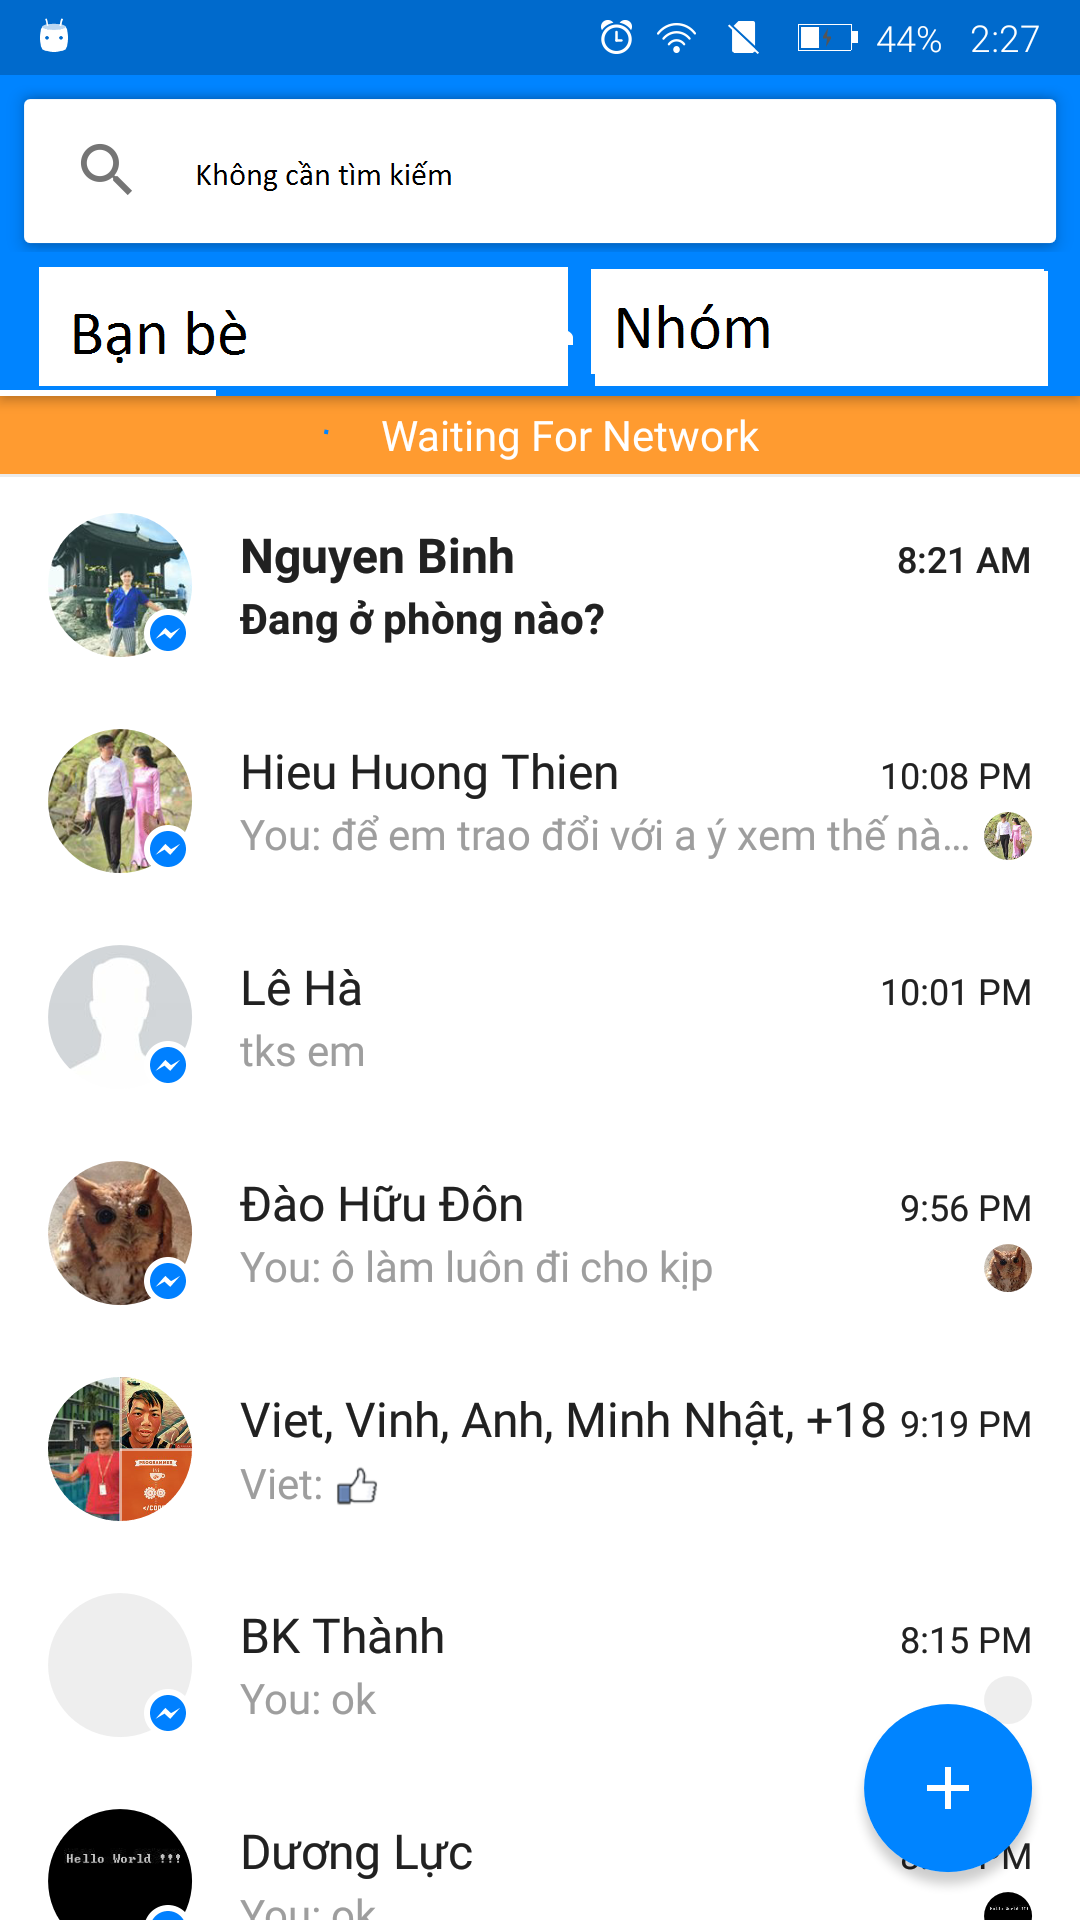 44% 2:27
Không cần tìm kiếm
Bạn bè Nhóm
Waiting For Network
Nguyen Binh 8:21 AM
Đang ở phòng nào?
Hieu Huong Thien 10:08 PM
You: để em trao đổi với a ý xem thế nà...
Lê Hà 10:01 PM
tks em
Đào Hữu Đôn 9:56 PM
You: ô làm luôn đi cho kịp
Viet, Vinh, Anh, Minh Nhật, +18 9:19 PM
Viet:
PROGRAMMER
BK Thành 8:15 PM
You: ok
Hello World !!!
Dương Lực
You: ok